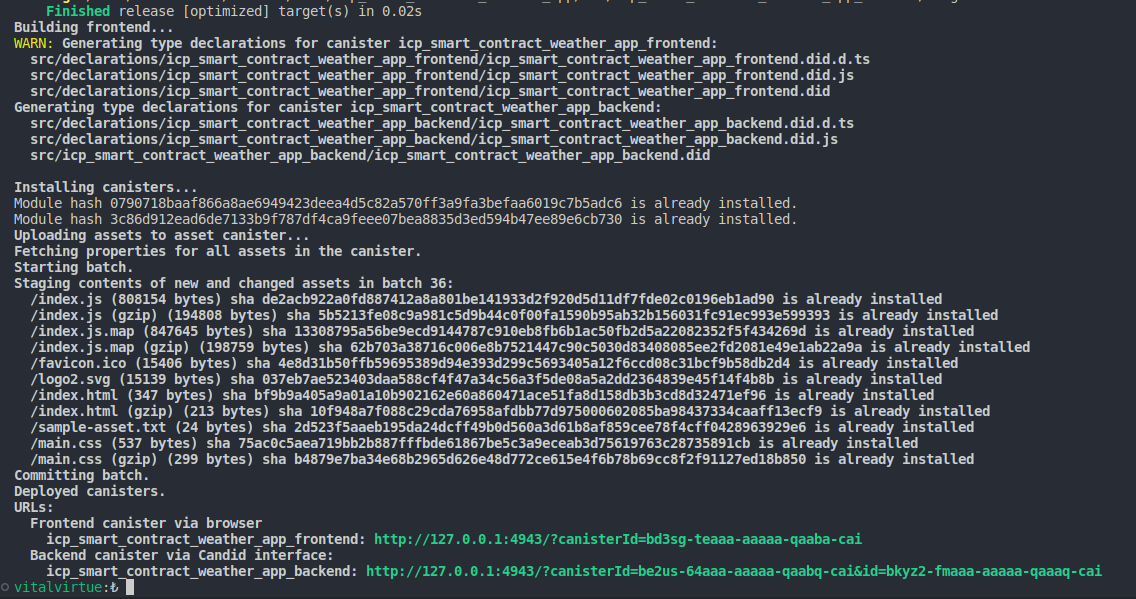 Finished release [optimized] target(s) in 0.02s
Building frontend...
WARN: Generating type declarations for canister icp_smart_contract_weather_app_frontend:
src/declarations/icp_smart_contract_weather_app_frontend/icp_smart_contract_weather_app_frontend.did.d.ts
src/declarations/icp_smart_contract_weather_app_frontend/icp_smart_contract_weather_app_frontend.did.js
src/declarations/icp_smart_contract_weather_app_frontend/icp_smart_contract_weather_app_frontend.did
Generating type declarations for canister icp_smart_contract_weather_app_backend:
src/declarations/icp_smart_contract_weather_app_backend/icp_smart_contract_weather_app_backend.did.d.ts
src/declarations/icp_smart_contract_weather_app_backend/icp_smart_contract_weather_app_backend.did.js
src/icp_smart_contract_weather_app_backend/icp_smart_contract_weather_app_backend.did
Installing canisters...
Module hash 0790718baaf866a8ae6949423deea4d5c82a570ff3a9fa3befaa6019c7b5adc6 is already installed.
Module hash 3c86d912ead6de7133b9f787df4ca9feee07bea8835d3ed594b47ee89e6cb730 is already installed.
Uploading assets to asset canister...
Fetching properties for all assets in the canister.
Starting batch.
Staging contents of new and changed assets in batch 36:
/index.js (808154 bytes) sha de2acb922a0fd887412a8a801be141933d2f920d5d11df7fde02c0196eb1ad90 is already installed
/index.js (gzip) (194808 bytes) sha 5b5213fe08c9a981c5d9b44c0f00fa1590b95ab32b156031fc91ec993e599393 is already installed
/index.js.map (847645 bytes) sha 13308795a56be9ecd9144787c910eb8fb6b1ac50fb2d5a22082352f5f434269d is already installed
/index.js.map (gzip) (198759 bytes) sha 62b703a38716c006e8b7521447c90c5030d83408085ee2fd2081e49e1ab22a9a is already installed
/favicon.ico (15406 bytes) sha 4e8d31b50ffb59695389d94e393d299c5693405a12f6ccd08c31bcf9b58db2d4 is already installed
/logo2.svg (15139 bytes) sha 037eb7ae523403daa588cf4f47a34c56a3f5de08a5a2dd2364839e45f14f4b8b is already installed
/index.html (347 bytes) sha bf9b9a405a9a01a10b902162e60a860471ace51fa8d158db3b3cd8d32471ef96 is already installed
/index.html (gzip) (213 bytes) sha 10f948a7f088c29cda76958afdbb77d975000602085ba98437334caaff13ecf9 is already installed
/sample-asset.txt (24 bytes) sha 2d523f5aaeb195da24dcff49b0d560a3d61b8af859cee78f4cff0428963929e6 is already installed
/main.css (537 bytes) sha 75ac0c5aea719bb2b887fffbde61867be5c3a9eceab3d75619763c28735891cb is already installed
/main.css (gzip) (299 bytes) sha b4879e7ba34e68b2965d626e48d772ce615e4f6b78b69cc8f2f91127ed18b850 is already installed
Committing batch.
Deployed canisters.
URLs:
Frontend canister via browser
icp_smart_contract_weather_app_frontend: http://127.0.0.1:4943/?canisterId=bd3sg-teaaa-aaaaa-qaaba-cai
Backend canister via Candid interface:
icp_smart_contract_weather_app_backend: http://127.0.0.1:4943/?canisterId=be2us-64aaa-aaaaa-qaabq-cai&id=bkyz2-fmaaa-aaaaa-qaaaq-cai
vitalvirtue:₺